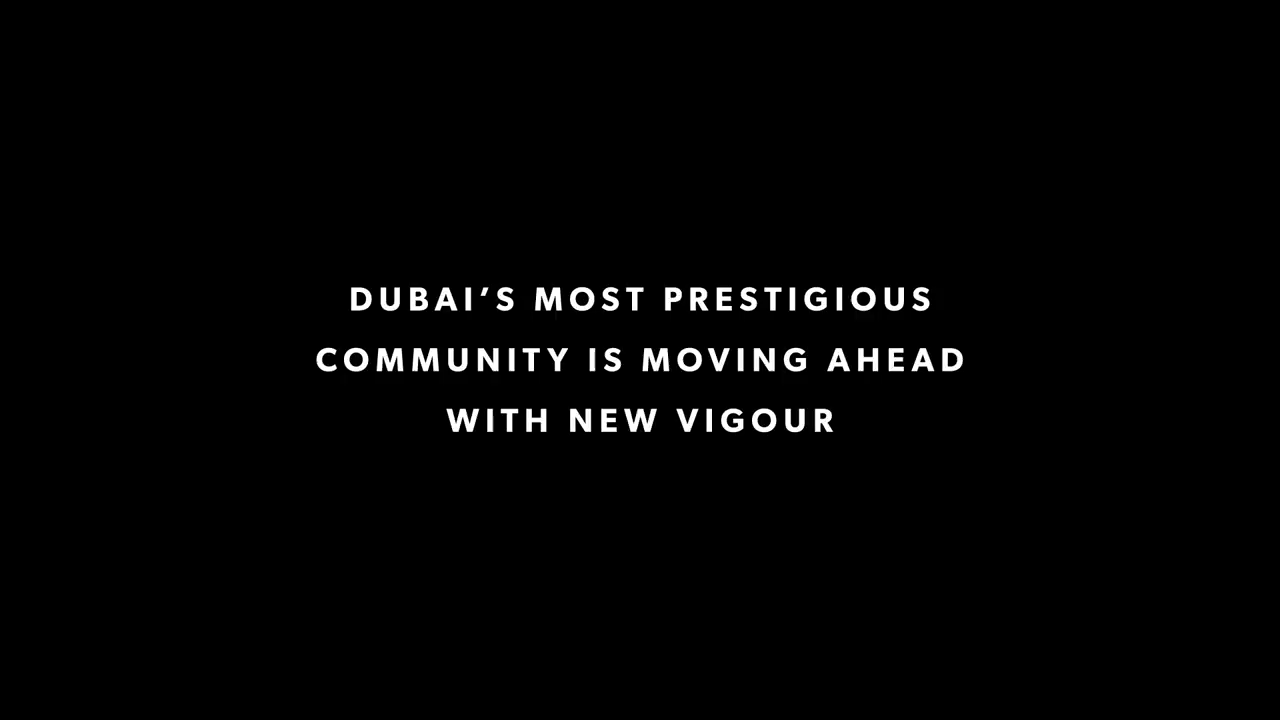 DUBAI’S MOST PRESTIGIOUS
COMMUNITY IS MOVING AHEAD
WITH NEW VIGOUR